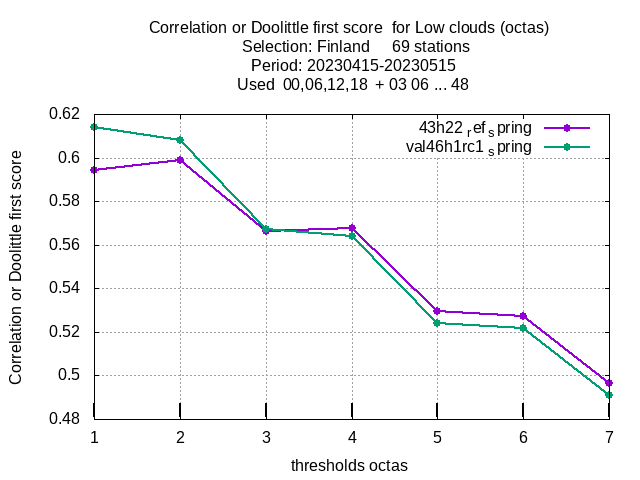 Correlation or Doolittle first score  for Low clouds (octas)
Selection: Finland     69 stations
Period: 20230415-20230515
Used  00,06,12,18  + 03 06 ... 48
43h22 ref spring
val46h1rc1 spring
Correlation or Doolittle first score
0.62
0.6
0.58
0.56
0.54
0.52
0.5
0.48
1 2 3 4 5 6 7
thresholds octas